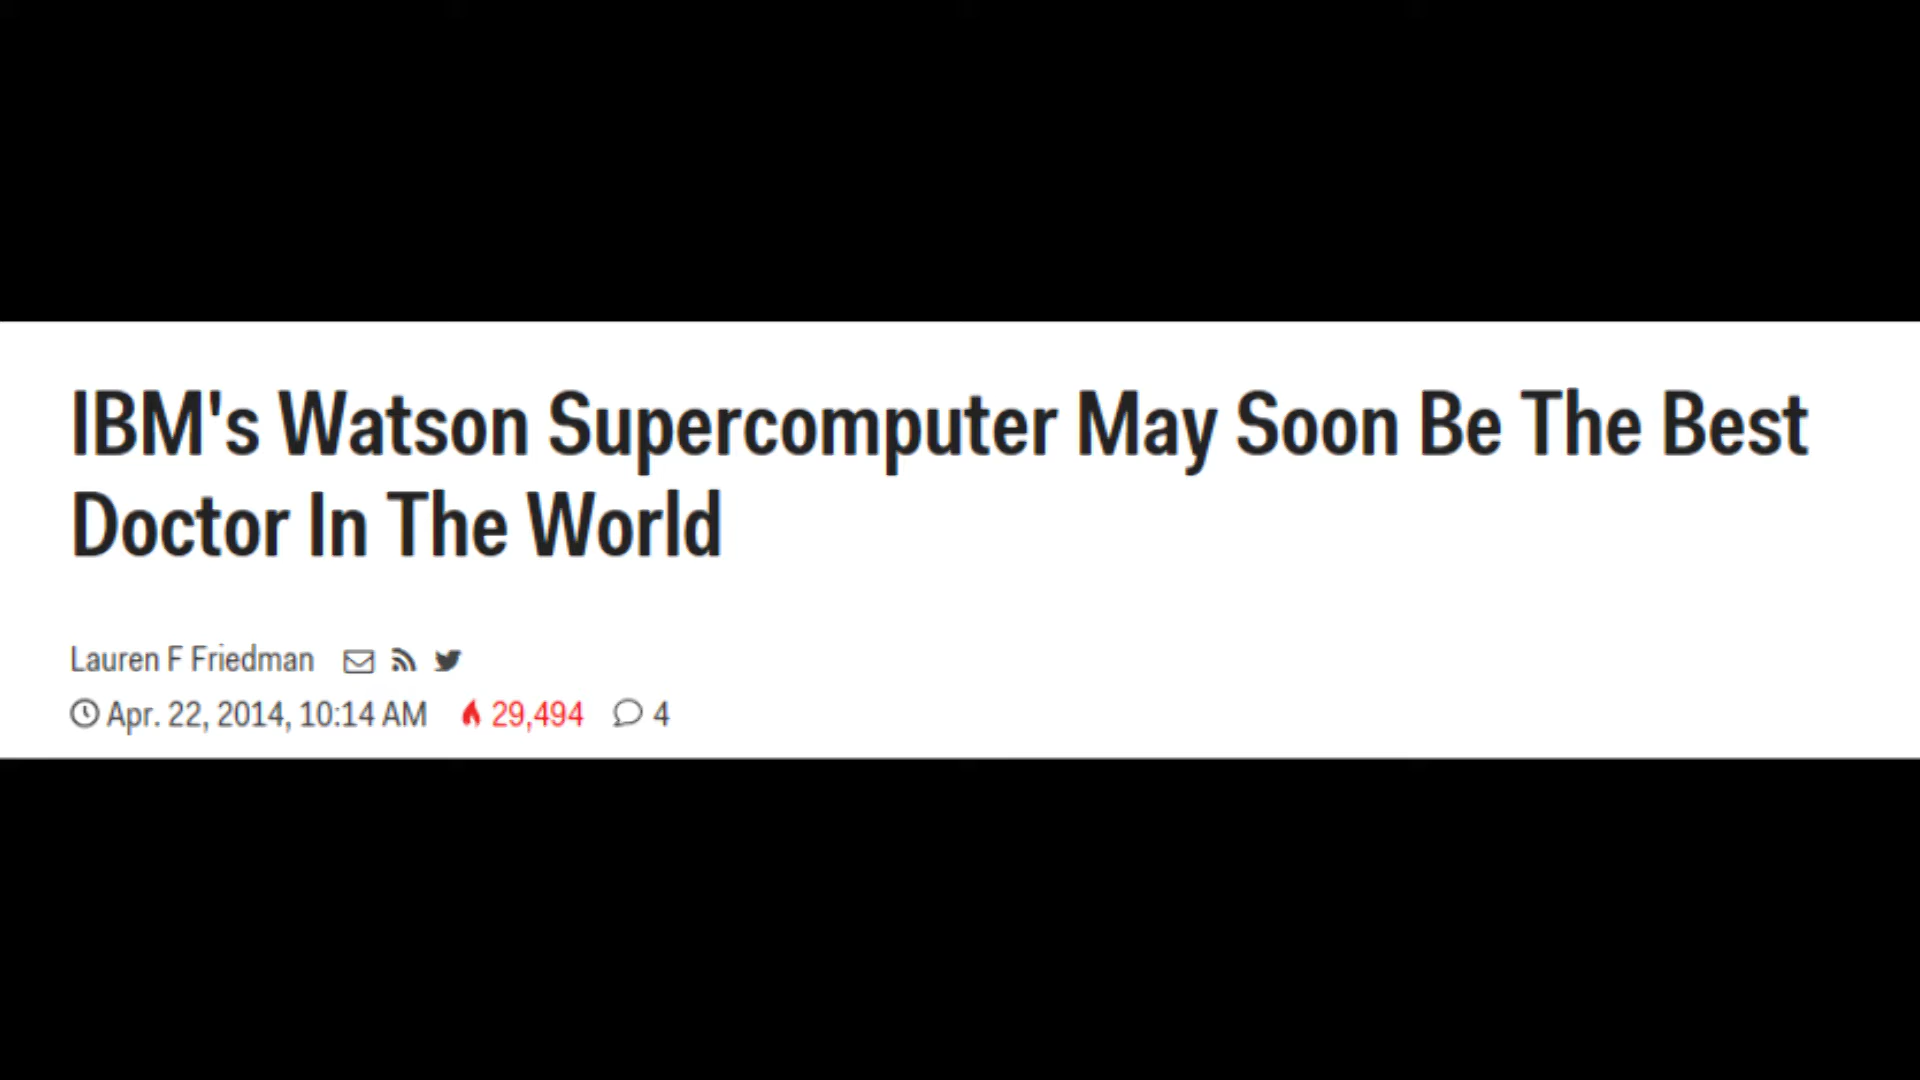 IBM's Watson Supercomputer May Soon Be The Best
Doctor In The World
Lauren F Friedman
Apr. 22, 2014, 10:14 AM 29,494 4